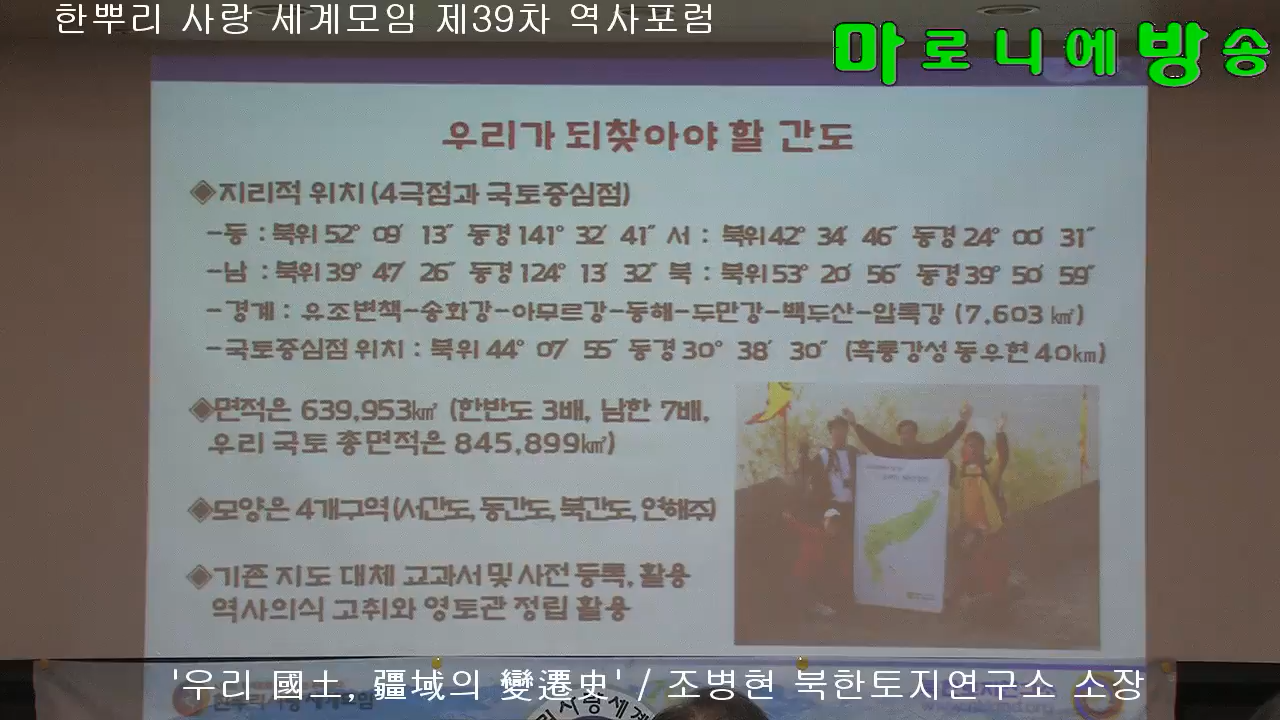 한뿌리 사랑 세계모임 제39차 역사포럼
마로니에방송
우리가 되찾아야 할 간도
◈지리적 위치 (4극점과 국토중심점)
-동 : 북위 52° 09′ 13″ 동경 141° 32′ 41″ 서 : 북위 42° 34′ 46″ 동경 24° 00′ 31″
-남 : 북위 39° 47′ 26″ 동경 124° 13′ 32″ 북 : 북위 53° 20′ 56″ 동경 39° 50′ 59″
-경계 : 유조변책-송화강-아무르강-동해-두만강-백두산-압록강 (7,603㎢)
-국토중심점 위치 : 북위 44° 07′ 55″ 동경 30° 38′ 30″ (흑룡강성 동우현 40㎞)
◈면적은 639,953㎢ (한반도 3배, 남한 7배,
우리 국토 총면적은 845,899㎢)
◈모양은 4개구역(서간도, 동간도, 북간도, 연해주)
◈기존 지도 대체 교과서 및 사전 등록, 활용
역사의식 고취와 영토관 정립 활용
'우리 國土, 疆域의 變遷史' / 조병현 북한토지연구소 소장